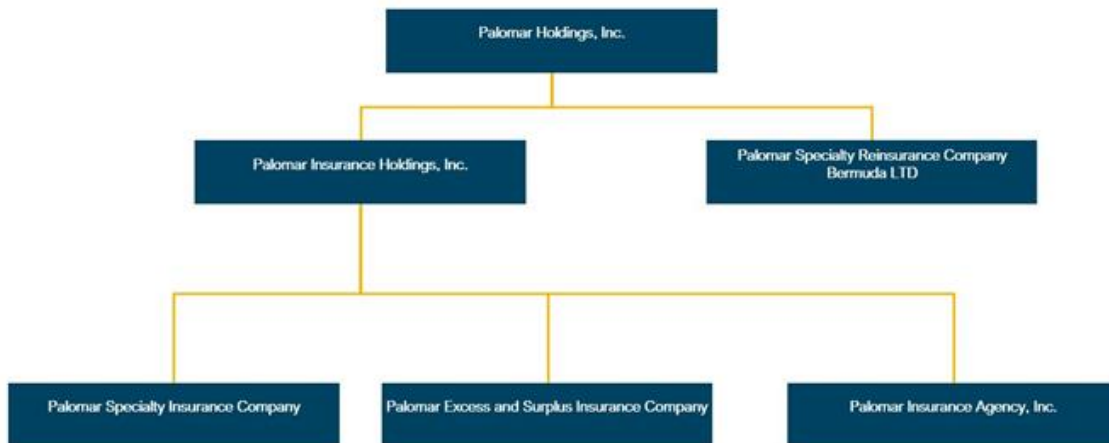 Palomar Holdings, Inc.
Palomar Insurance Holdings, Inc.
Palomar Specialty Reinsurance Company
Bermuda LTD
Palomar Specialty Insurance Company
Palomar Excess and Surplus Insurance Company
Palomar Insurance Agency, Inc.